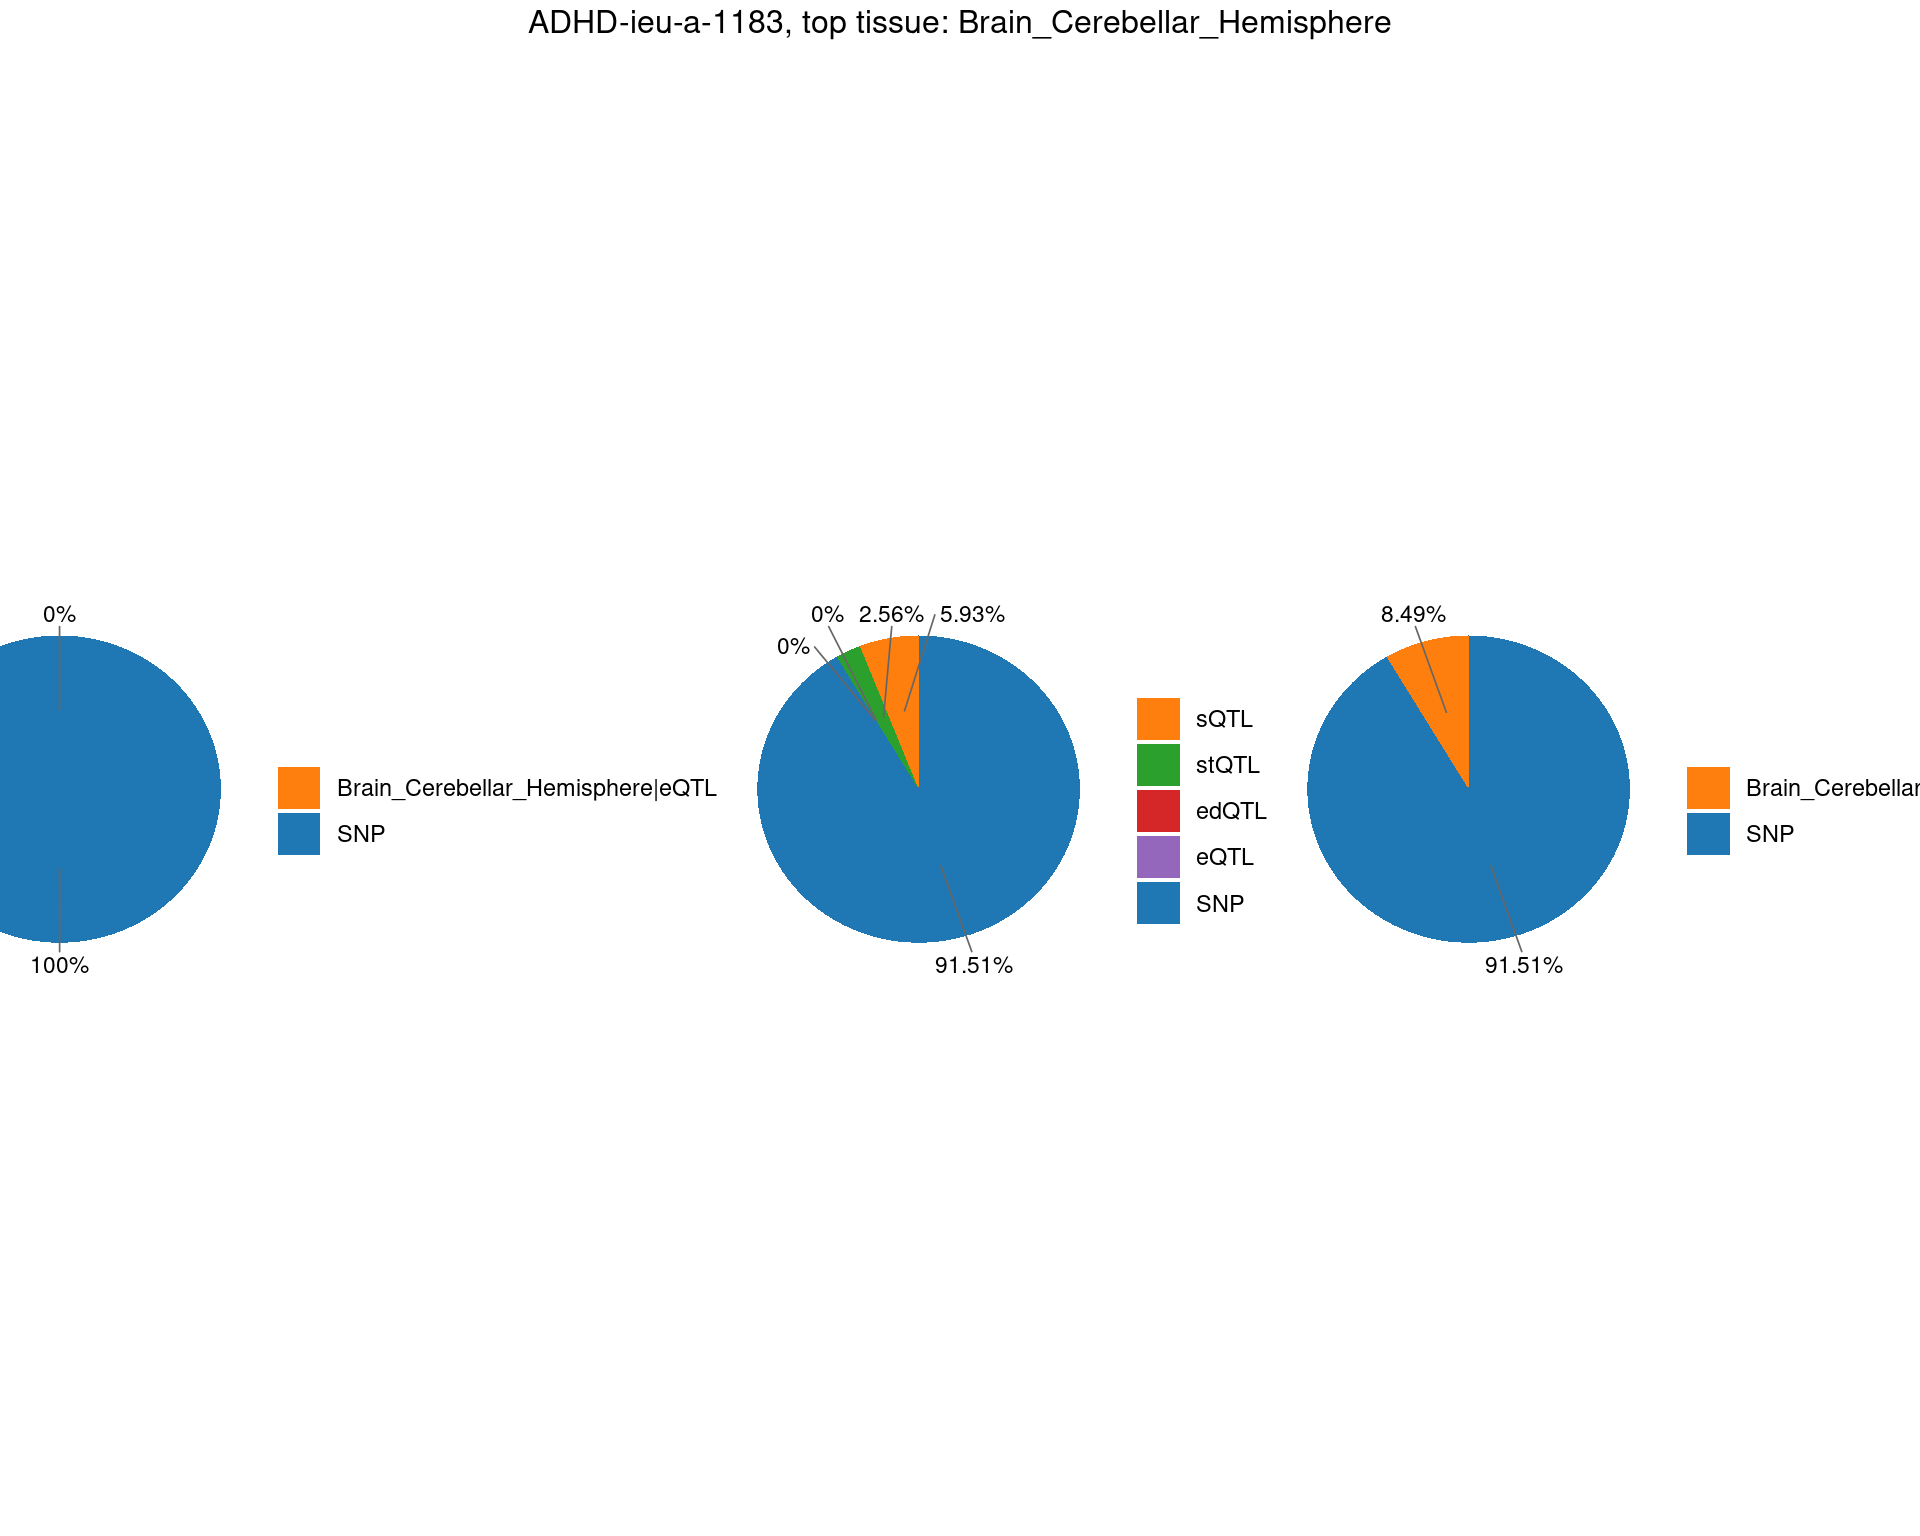 ADHD-ieu-a-1183, top tissue: Brain_Cerebellar_Hemisphere
0%
100%
Brain_Cerebellar_Hemisphere|eQTL
SNP
0%
0%
2.56%
5.93%
91.51%
sQTL
stQTL
edQTL
eQTL
SNP
8.49%
91.51%
Brain_Cerebellar
SNP